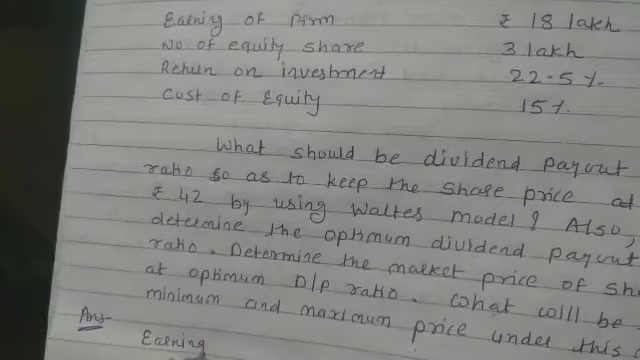 Earning of Firm ₹ 18 lakh
No of equity share 3 lakh
Return on investment 22.5 %
Cost of Equity 15 %
What should be dividend payout
ratio so as to keep the share price at
₹ 42 by using Walter model? Also,
determine the optimum dividend payout
ratio. Determine the market price of sh
at optimum D/p ratio. What will be
minimum and maximum price under this
Ans-
Earning